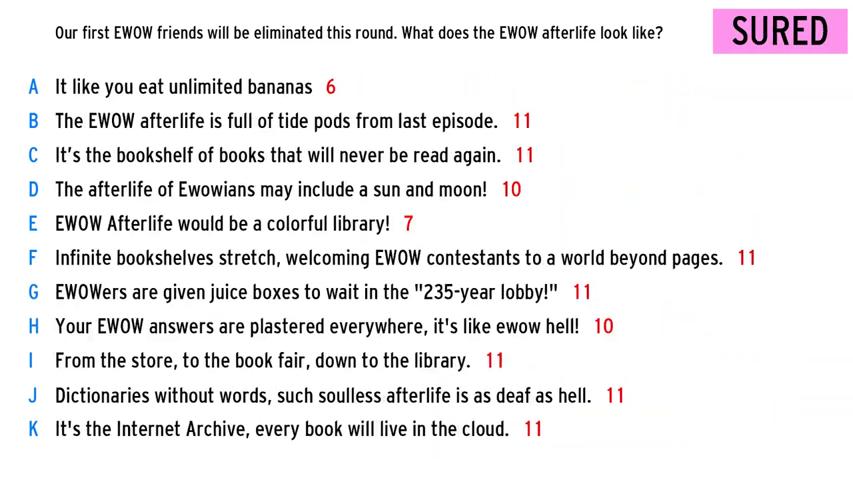 Our first EWOW friends will be eliminated this round. What does the EWOW afterlife look like?
SURED
A It like you eat unlimited bananas 6
B The EWOW afterlife is full of tide pods from last episode. 11
C It's the bookshelf of books that will never be read again. 11
D The afterlife of Ewowians may include a sun and moon! 10
E EWOW Afterlife would be a colorful library! 7
F Infinite bookshelves stretch, welcoming EWOW contestants to a world beyond pages. 11
G EWOWers are given juice boxes to wait in the "235-year lobby!" 11
H Your EWOW answers are plastered everywhere, it's like ewow hell! 10
I From the store, to the book fair, down to the library. 11
J Dictionaries without words, such soulless afterlife is as deaf as hell. 11
K It's the Internet Archive, every book will live in the cloud. 11